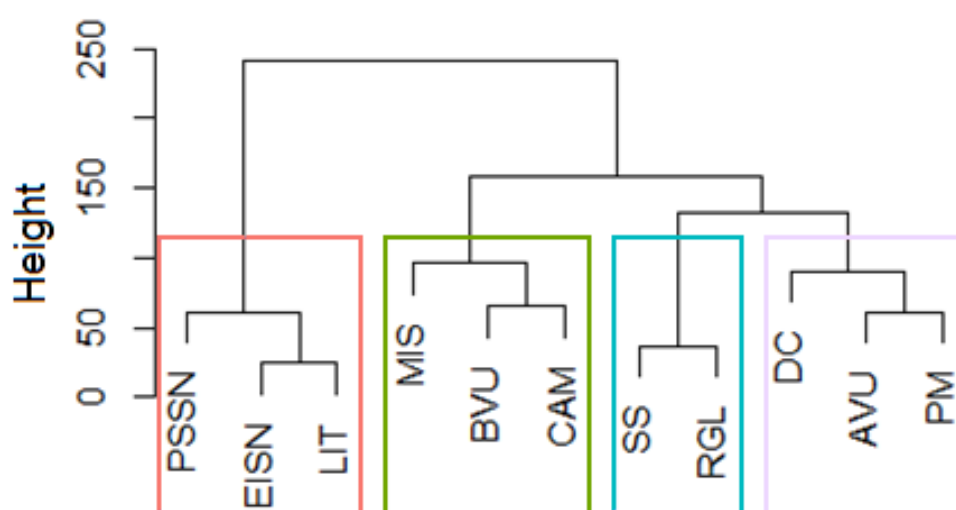 Height
250
150
50
0
PSSN
EISN
LIT
MIS
BVU
CAM
SS
RGL
DC
AVU
PM